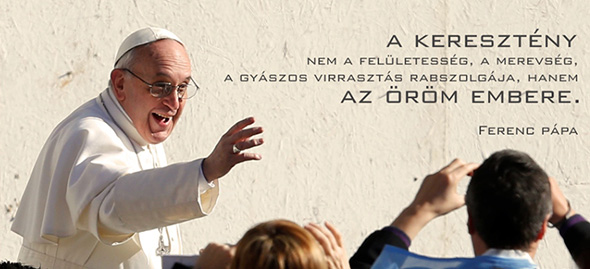 A KERESZTÉNY
NEM A FELÜLETESSÉG, A MEREVSÉG,
A GYÁSZOS VIRRASZTÁS RABSZOLGÁJA, HANEM
AZ ÖRÖM EMBERE.
FERENC PÁPA